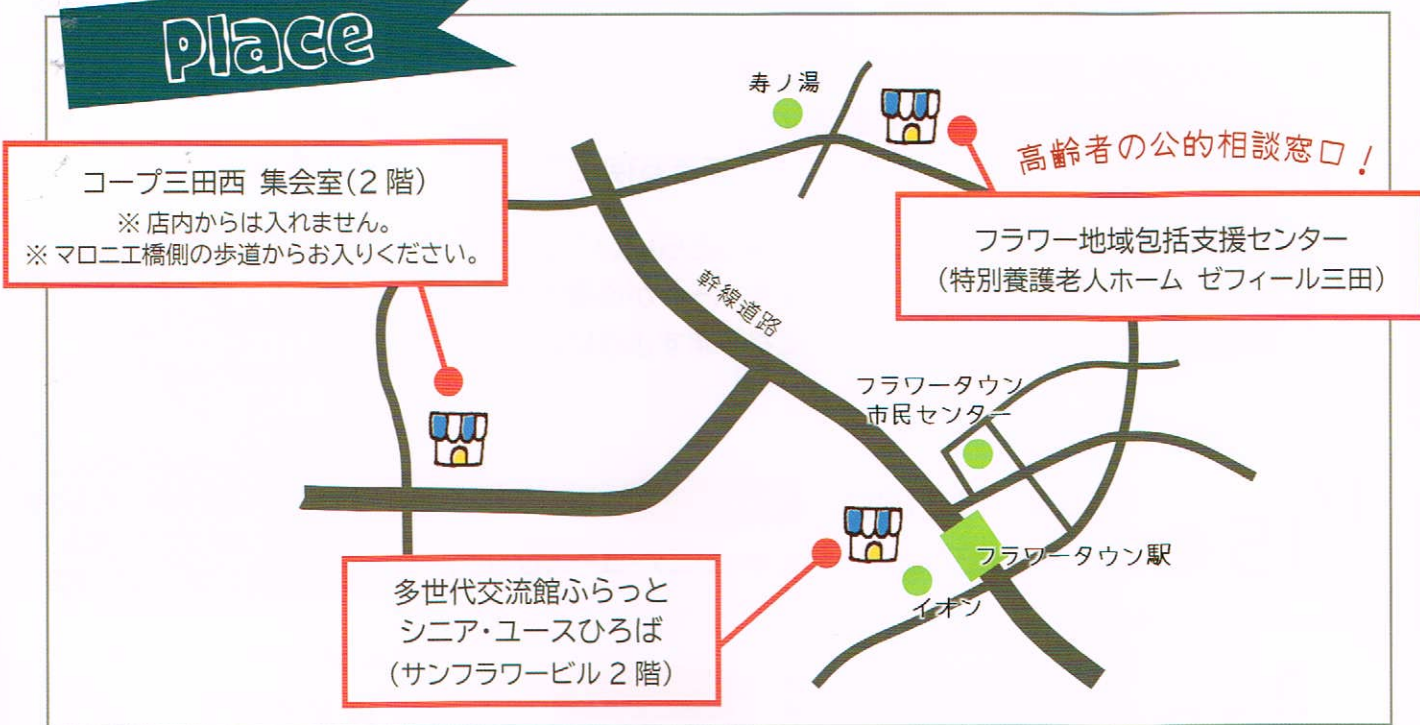 Place
寿ノ湯
高齢者の公的相談窓口!
コープ三田西 集会室(2階)
※ 店内からは入れません。
※ マロニエ橋側の歩道からお入りください。
フラワー地域包括支援センター
(特別養護老人ホーム ゼフィール三田)
幹線道路
フラワータウン
市民センター
フラワータウン駅
イオン
多世代交流館ふらっと
シニア・ユースひろば
(サンフラワービル 2 階)